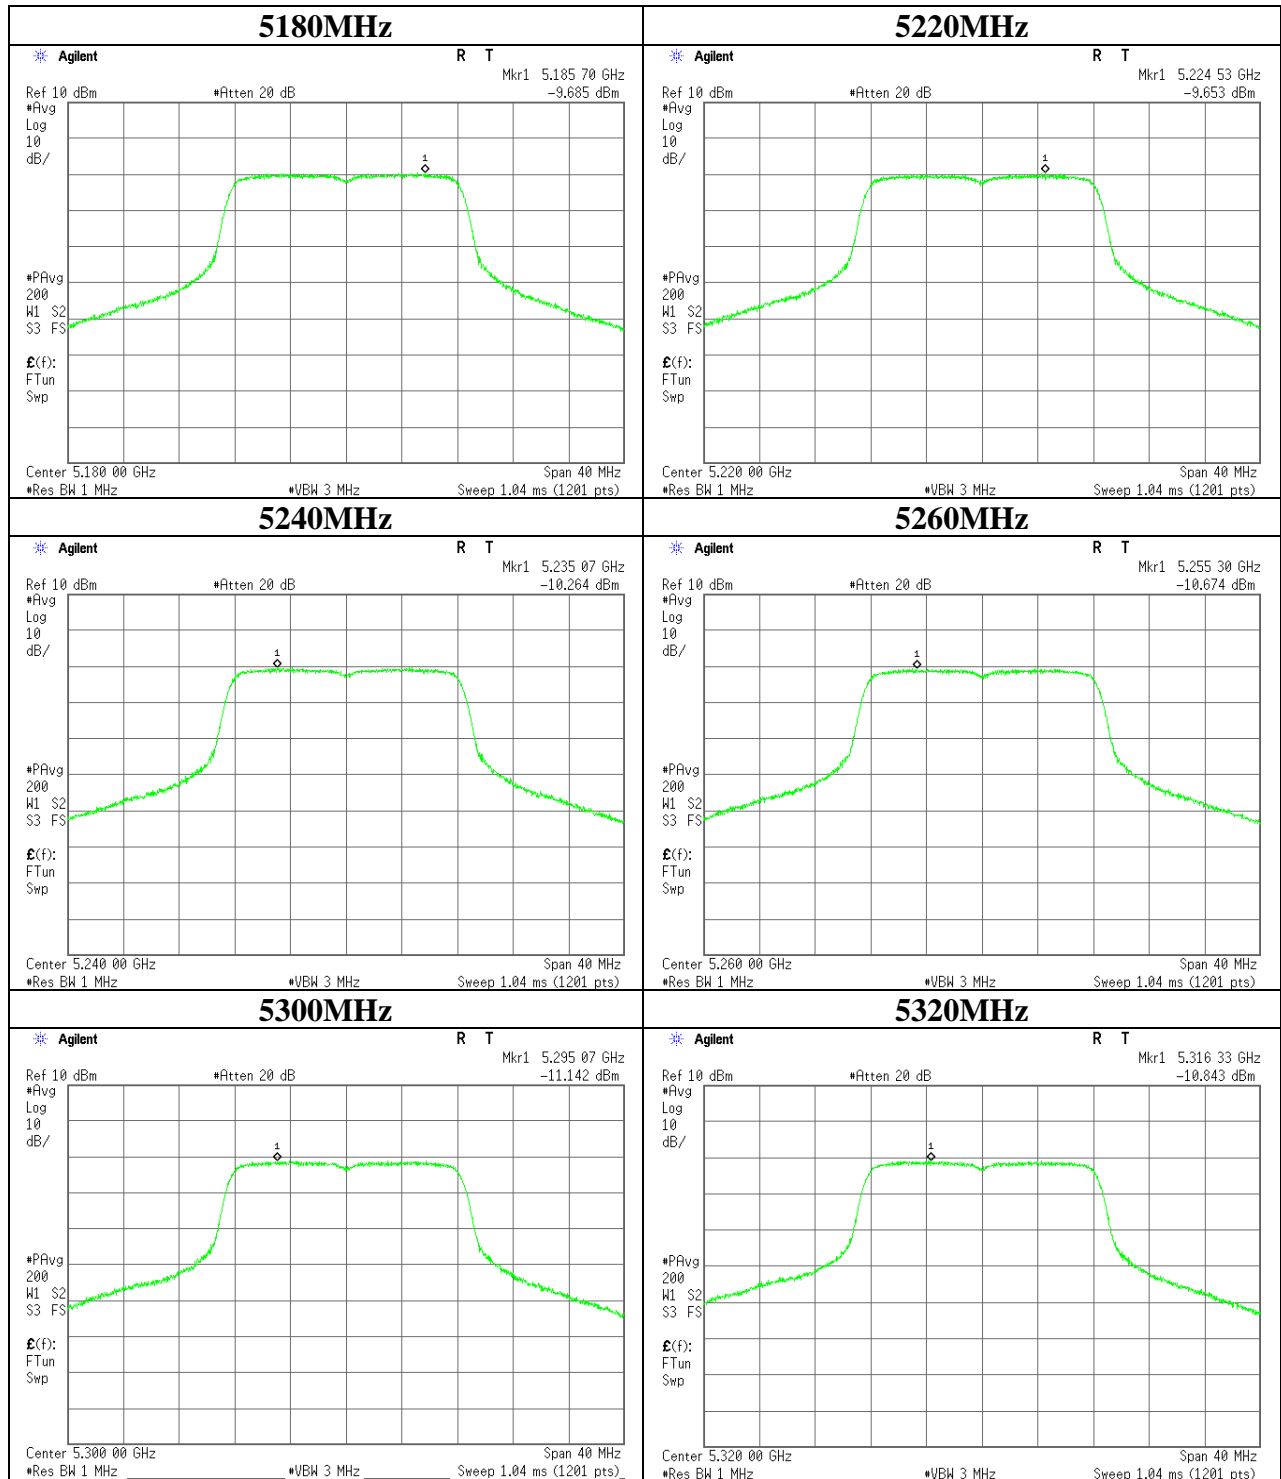 5180MHz
Agilent
R T
Mkr1 5.185 70 GHz
Ref 10 dBm #Atten 20 dB -9.685 dBm
#Avg
Log
10
dB/
1
#PAvg
200
W1 S2
S3 FS
£(f):
FTun
Swp
Center 5.180 00 GHz Span 40 MHz
#Res BW 1 MHz #VBW 3 MHz Sweep 1.04 ms (1201 pts)
5220MHz
Agilent
R T
Mkr1 5.224 53 GHz
Ref 10 dBm #Atten 20 dB -9.653 dBm
#Avg
Log
10
dB/
1
#PAvg
200
W1 S2
S3 FS
£(f):
FTun
Swp
Center 5.220 00 GHz Span 40 MHz
#Res BW 1 MHz #VBW 3 MHz Sweep 1.04 ms (1201 pts)
5240MHz
Agilent
R T
Mkr1 5.235 07 GHz
Ref 10 dBm #Atten 20 dB -10.264 dBm
#Avg
Log
10
dB/
1
#PAvg
200
W1 S2
S3 FS
£(f):
FTun
Swp
Center 5.240 00 GHz Span 40 MHz
#Res BW 1 MHz #VBW 3 MHz Sweep 1.04 ms (1201 pts)
5260MHz
Agilent
R T
Mkr1 5.255 30 GHz
Ref 10 dBm #Atten 20 dB -10.674 dBm
#Avg
Log
10
dB/
1
#PAvg
200
W1 S2
S3 FS
£(f):
FTun
Swp
Center 5.260 00 GHz Span 40 MHz
#Res BW 1 MHz #VBW 3 MHz Sweep 1.04 ms (1201 pts)
5300MHz
Agilent
R T
Mkr1 5.295 07 GHz
Ref 10 dBm #Atten 20 dB -11.142 dBm
#Avg
Log
10
dB/
1
#PAvg
200
W1 S2
S3 FS
£(f):
FTun
Swp
Center 5.300 00 GHz Span 40 MHz
#Res BW 1 MHz #VBW 3 MHz Sweep 1.04 ms (1201 pts)
5320MHz
Agilent
R T
Mkr1 5.316 33 GHz
Ref 10 dBm #Atten 20 dB -10.843 dBm
#Avg
Log
10
dB/
1
#PAvg
200
W1 S2
S3 FS
£(f):
FTun
Swp
Center 5.320 00 GHz Span 40 MHz
#Res BW 1 MHz #VBW 3 MHz Sweep 1.04 ms (1201 pts)